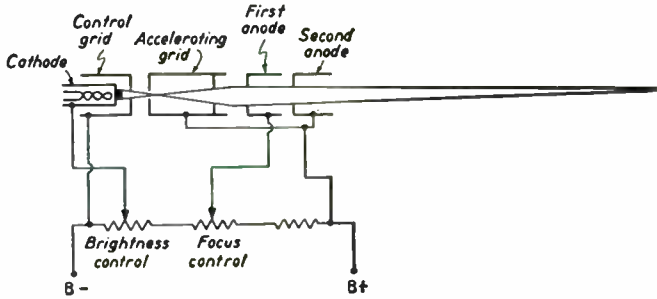 Control
grid
Accelerating
grid
First
anode
Second
anode
Cathode
Brightness
control
Focus
control
B-
B+